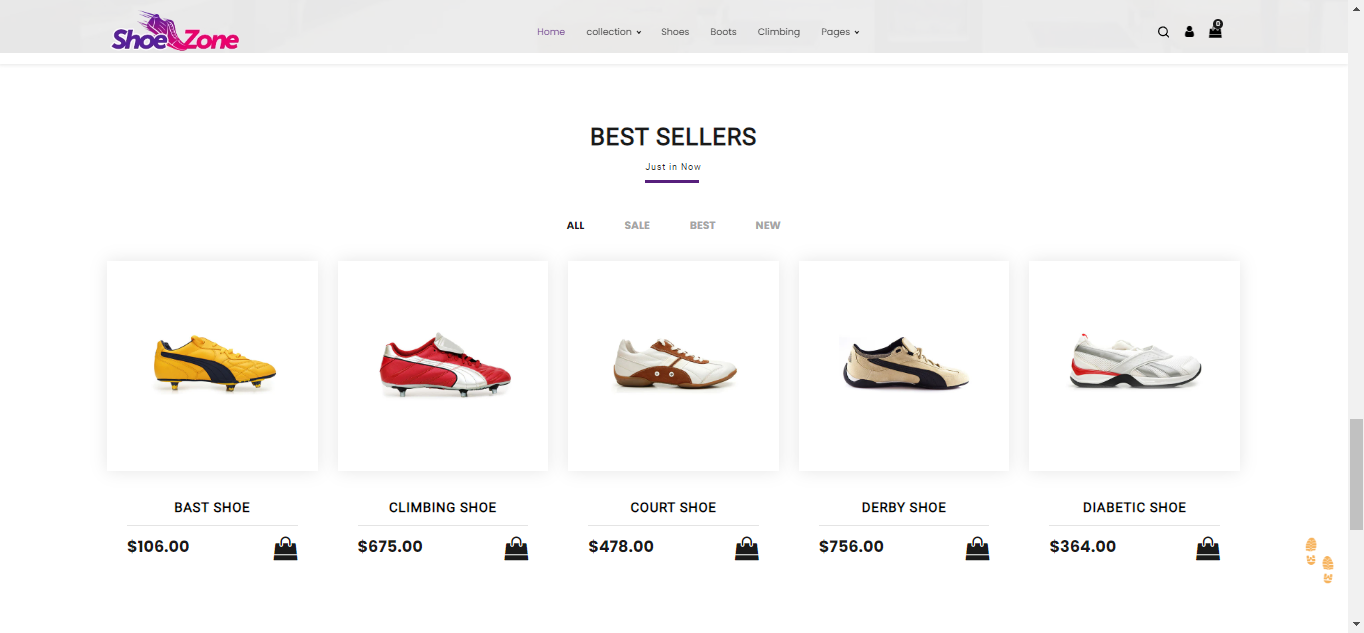 ShoeZone
Home collection Shoes Boots Climbing Pages
0
BEST SELLERS
Just in Now
ALL SALE BEST NEW
BAST SHOE CLIMBING SHOE COURT SHOE DERBY SHOE DIABETIC SHOE
$106.00 $675.00 $478.00 $756.00 $364.00